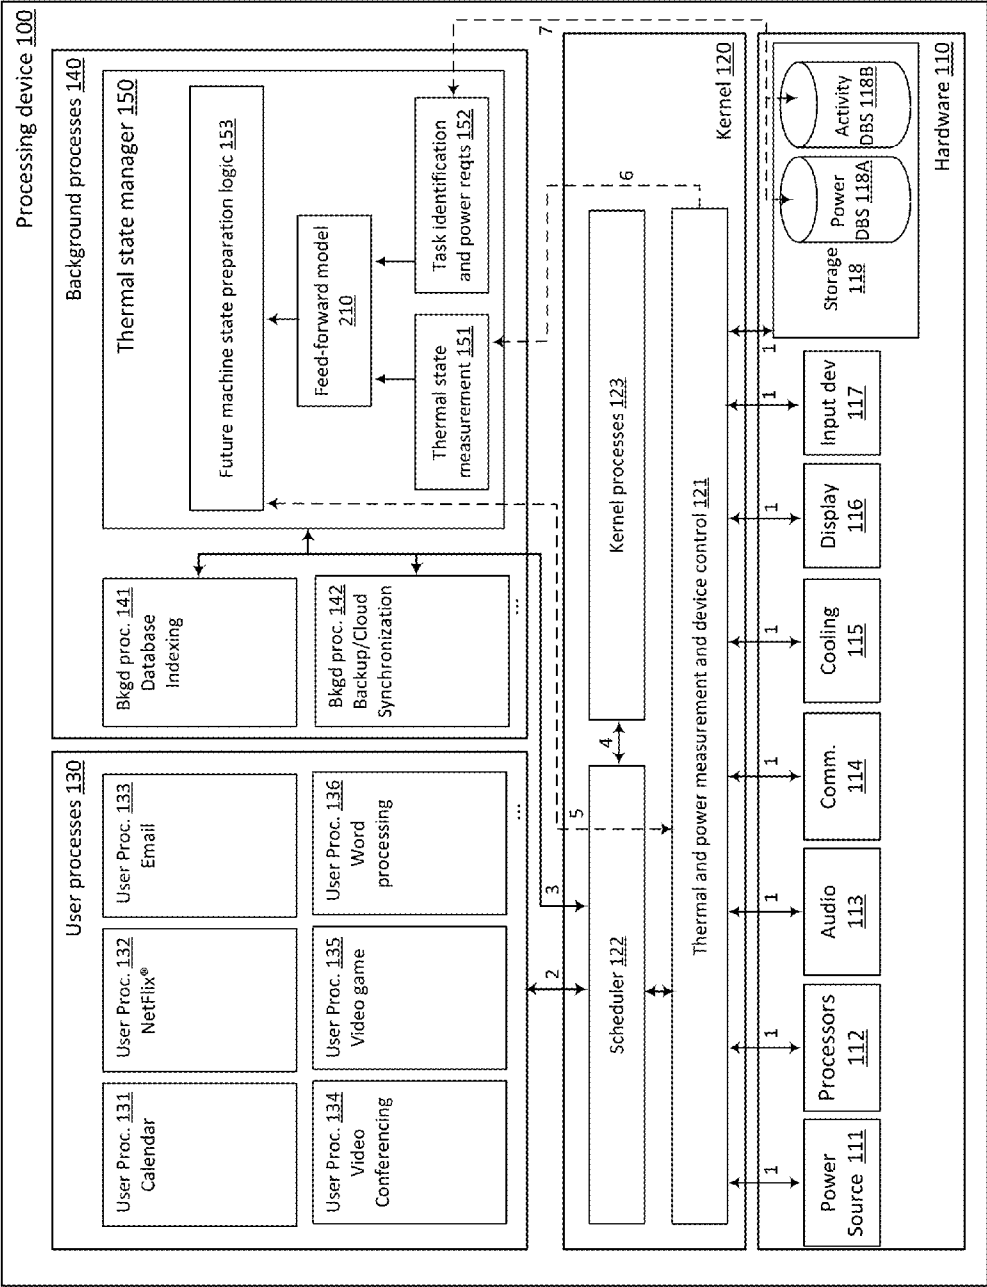 Processing device 100
User processes 130
User Proc. 131
Calendar
User Proc. 132
NetFlix®
User Proc. 133
Email
User Proc. 134
Video
Conferencing
User Proc. 135
Video game
User Proc. 136
Word
processing
...
Background processes 140
Bkgd proc. 141
Database
Indexing
Bkgd proc. 142
Backup/Cloud
Synchronization
...
Thermal state manager 150
Future machine state preparation logic 153
Feed-forward model
210
Thermal state
measurement 151
Task identification
and power reqts 152
2
3
5
6
7
Scheduler 122
4
Kernel processes 123
Thermal and power measurement and device control 121
Kernel 120
1
1
1
1
1
1
1
1
Power
Source 111
Processors
112
Audio
113
Comm.
114
Cooling
115
Display
116
Input dev
117
Storage
118
Power
DBS 118A
Activity
DBS 118B
Hardware 110